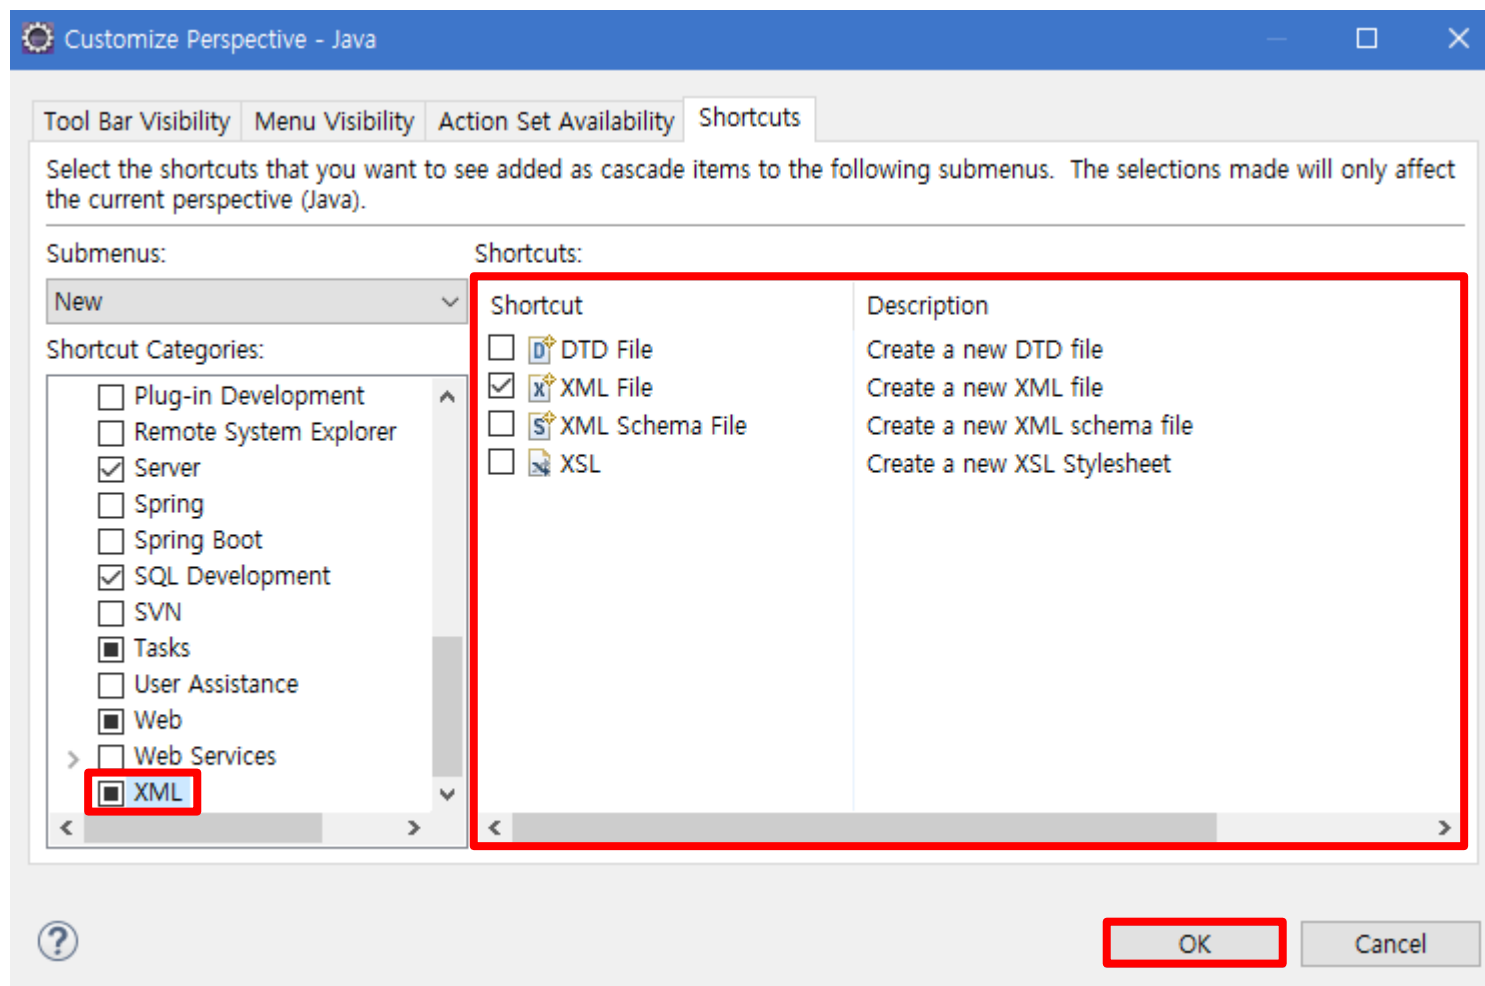 Customize Perspective - Java
Tool Bar Visibility Menu Visibility Action Set Availability Shortcuts
Select the shortcuts that you want to see added as cascade items to the following submenus.  The selections made will only affect
the current perspective (Java).
Submenus:
New
Shortcut Categories:
Plug-in Development
Remote System Explorer
Server
Spring
Spring Boot
SQL Development
SVN
Tasks
User Assistance
Web
Web Services
XML
Shortcuts:
Shortcut Description
DTD File Create a new DTD file
XML File Create a new XML file
XML Schema File Create a new XML schema file
XSL Create a new XSL Stylesheet
OK Cancel